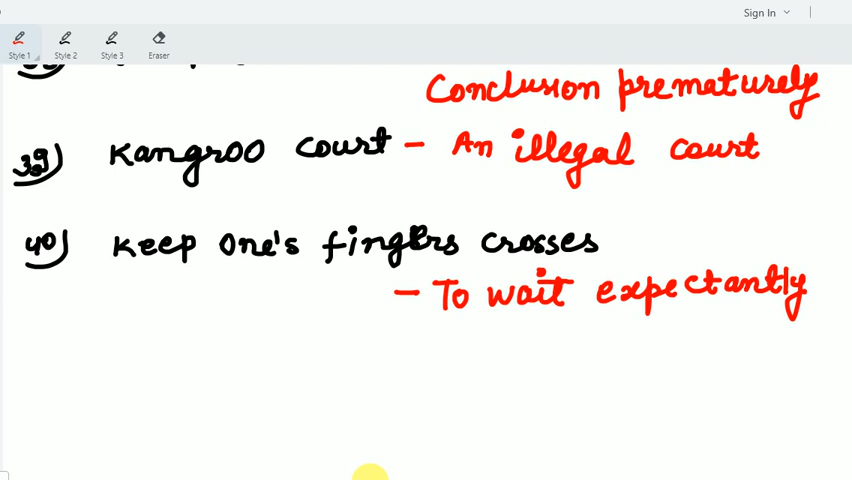 Sign In
Style 1
Style 2
Style 3
Eraser
Conclusion prematurely
39) Kangroo court - An illegal court
40) Keep one's fingers crosses
- To wait expectantly